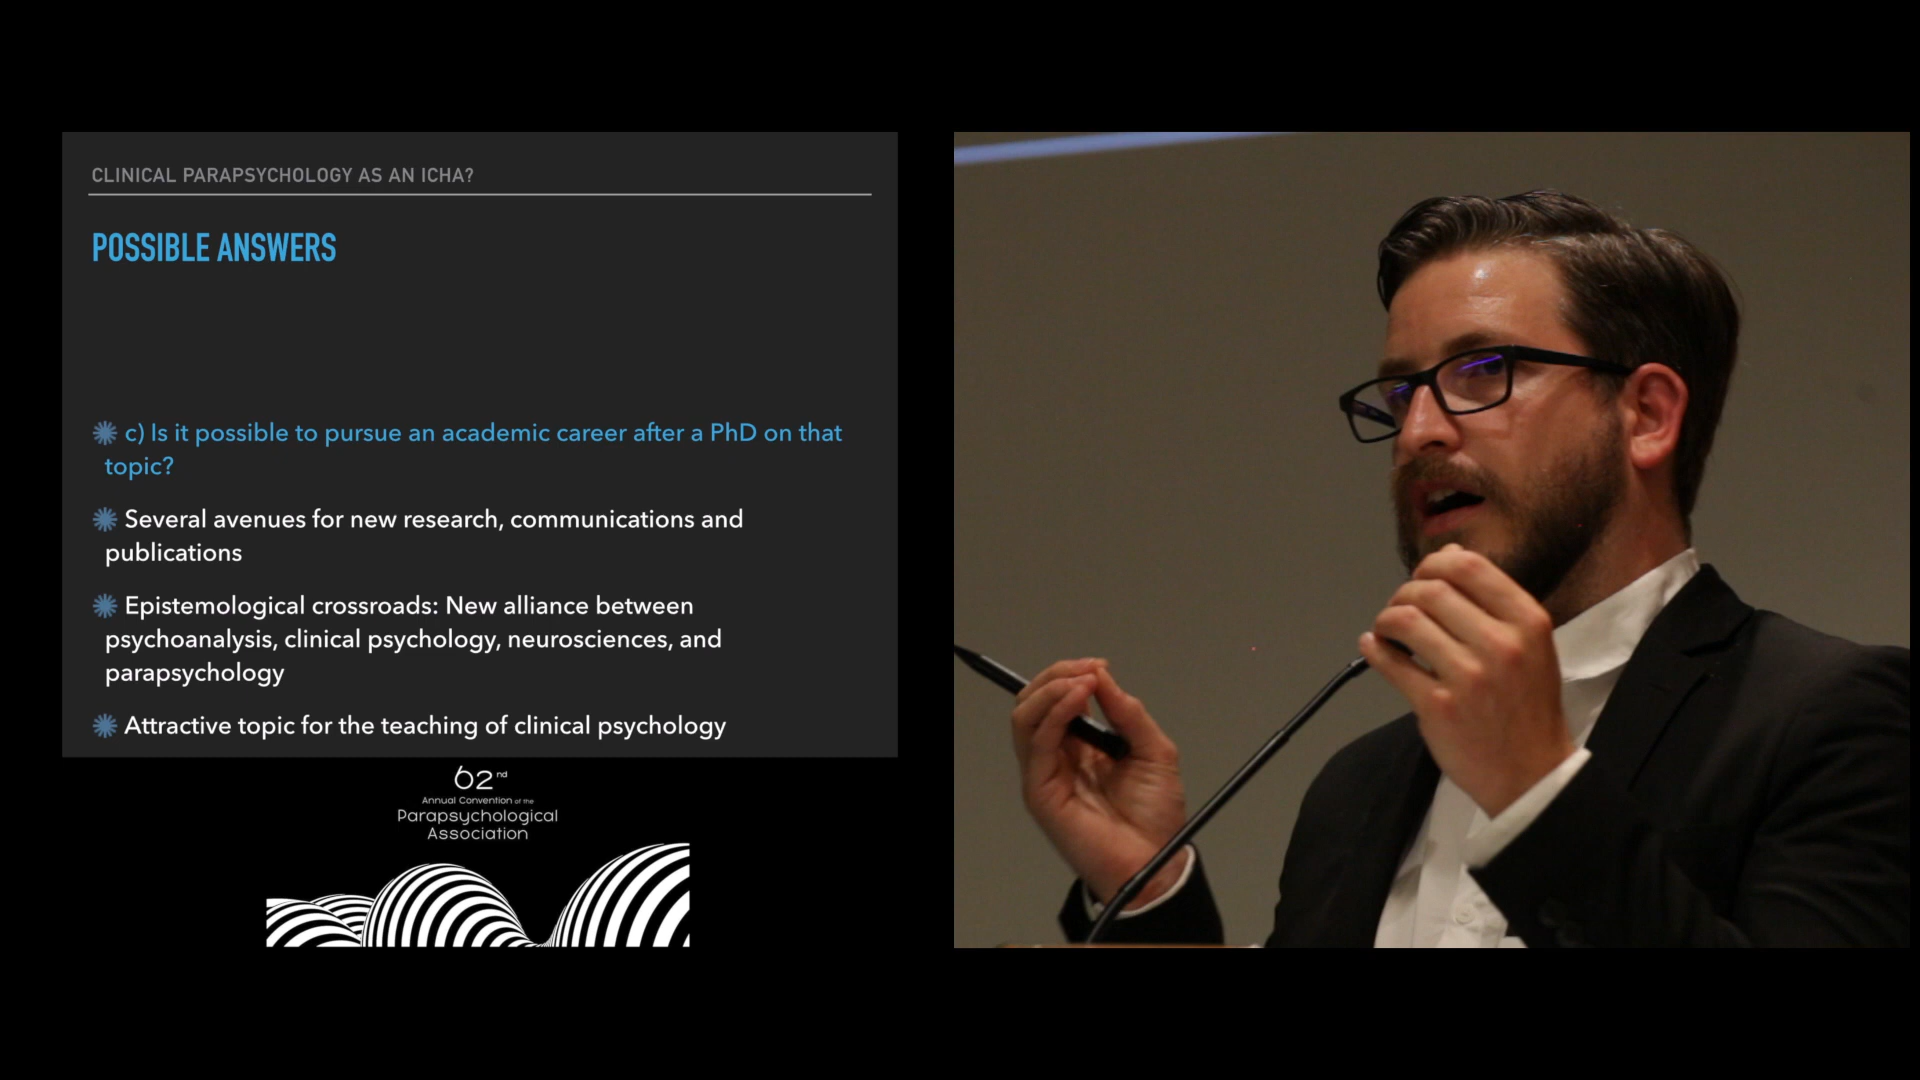 CLINICAL PARAPSYCHOLOGY AS AN ICHA?
POSSIBLE ANSWERS
c) Is it possible to pursue an academic career after a PhD on that
topic?
Several avenues for new research, communications and
publications
Epistemological crossroads: New alliance between
psychoanalysis, clinical psychology, neurosciences, and
parapsychology
Attractive topic for the teaching of clinical psychology
62nd
Annual Convention of the
Parapsychological
Association